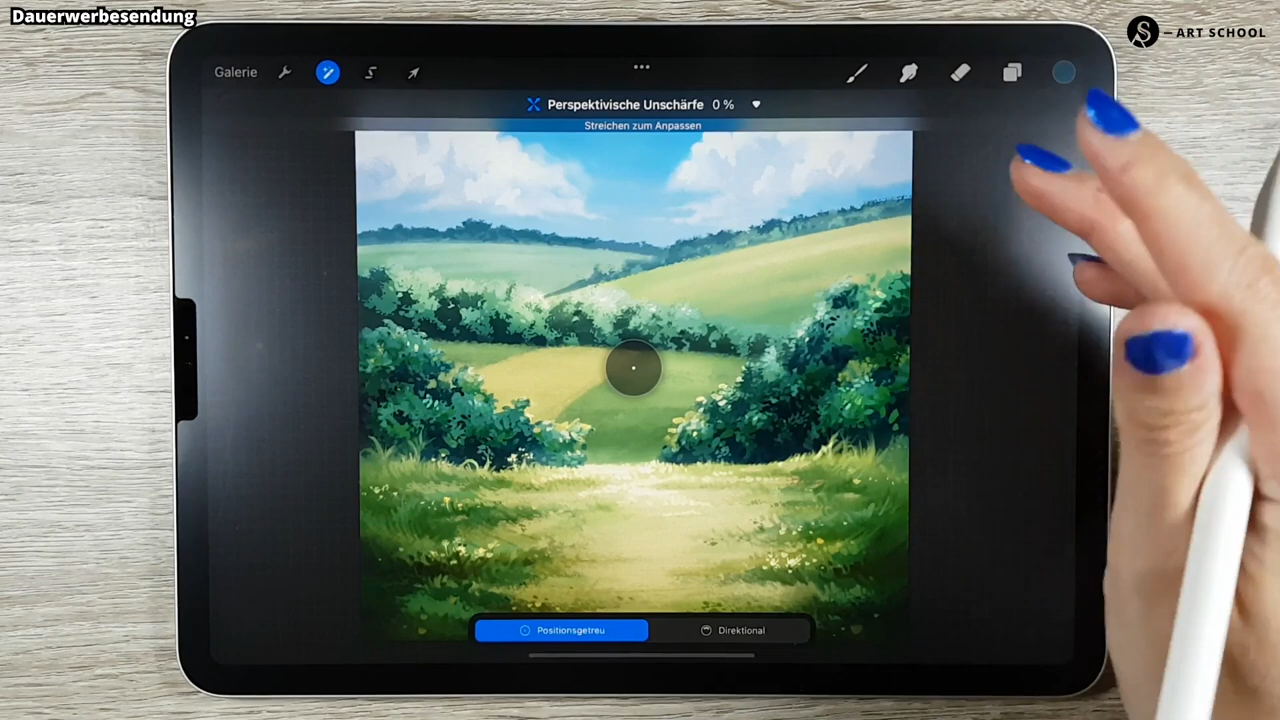 Dauerwerbesendung
– ART SCHOOL
Galerie
Perspektivische Unschärfe 0 %
Streichen zum Anpassen
Positionsgetreu
Direktional